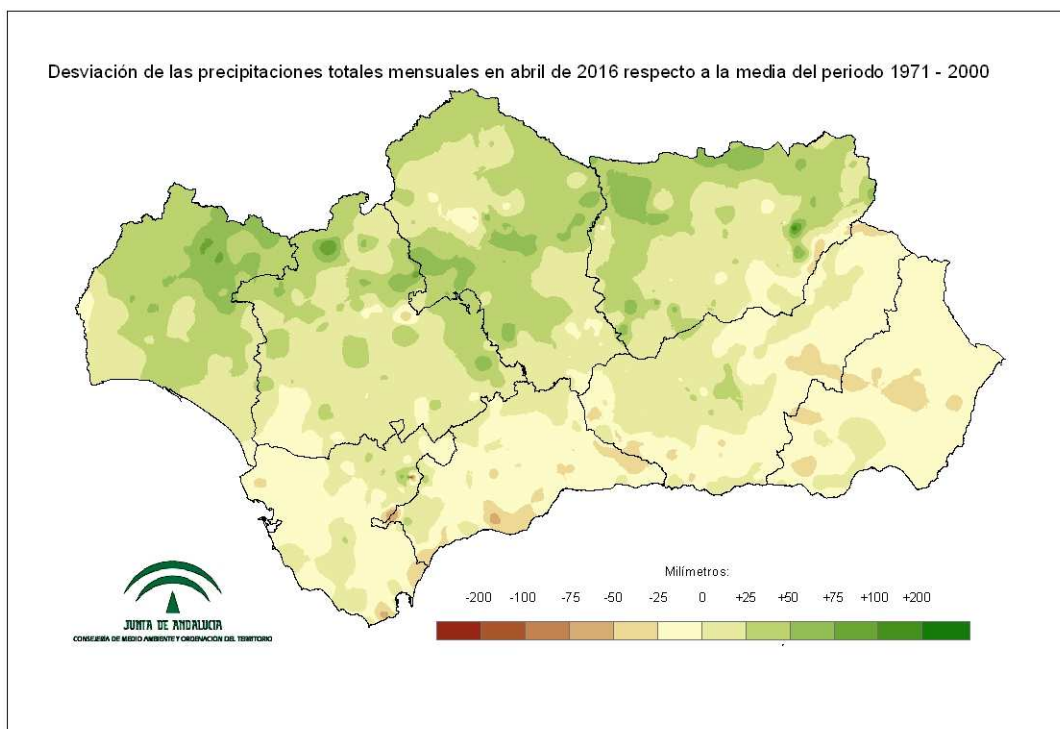 Desviación de las precipitaciones totales mensuales en abril de 2016 respecto a la media del periodo 1971 - 2000
Milímetros:
-200 -100 -75 -50 -25 0 +25 +50 +75 +100 +200
JUNTA DE ANDALUCIA
CONSEJERÍA DE MEDIO AMBIENTE Y ORDENACIÓN DEL TERRITORIO